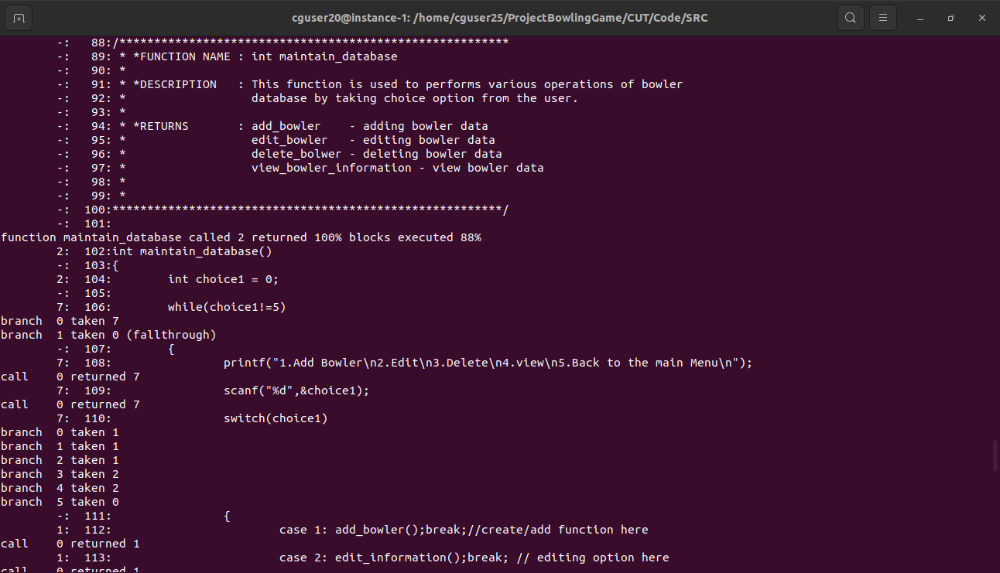 cguser20@instance-1: /home/cguser25/ProjectBowlingGame/CUT/Code/SRC
-:   88:/********************************************************
-:   89: * *FUNCTION NAME : int maintain_database
-:   90: *
-:   91: * *DESCRIPTION   : This function is used to performs various operations of bowler
-:   92: *                  database by taking choice option from the user.
-:   93: *
-:   94: * *RETURNS       : add_bowler    - adding bowler data
-:   95: *                  edit_bowler   - editing bowler data
-:   96: *                  delete_bolwer - deleting bowler data
-:   97: *                  view_bowler_information - view bowler data
-:   98: *
-:   99: *
-:  100:********************************************************/
-:  101:
function maintain_database called 2 returned 100% blocks executed 88%
2:  102:int maintain_database()
-:  103:{
2:  104:        int choice1 = 0;
-:  105:
7:  106:        while(choice1!=5)
branch  0 taken 7
branch  1 taken 0 (fallthrough)
-:  107:        {
7:  108:                printf("1.Add Bowler\n2.Edit\n3.Delete\n4.view\n5.Back to the main Menu\n");
call    0 returned 7
7:  109:                scanf("%d",&choice1);
call    0 returned 7
7:  110:                switch(choice1)
branch  0 taken 1
branch  1 taken 1
branch  2 taken 1
branch  3 taken 2
branch  4 taken 2
branch  5 taken 0
-:  111:                {
1:  112:                        case 1: add_bowler();break;//create/add function here
call    0 returned 1
1:  113:                        case 2: edit_information();break; // editing option here
call    0 returned 1